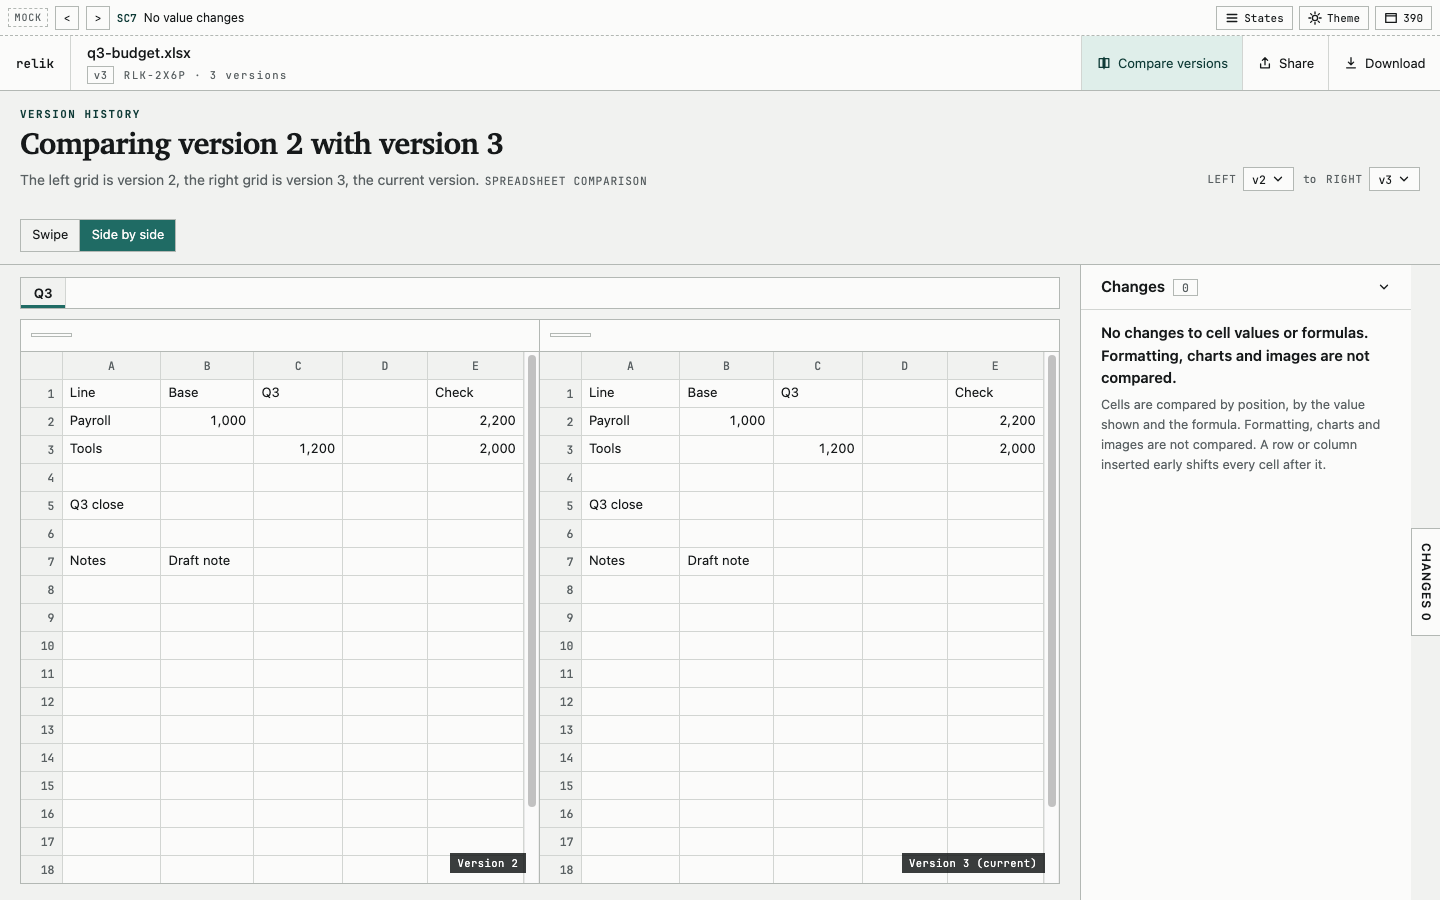 MOCK < > SC7 No value changes States Theme 390
relik q3-budget.xlsx Compare versions Share Download
v3 RLK-2X6P · 3 versions
VERSION HISTORY
Comparing version 2 with version 3
The left grid is version 2, the right grid is version 3, the current version. SPREADSHEET COMPARISON LEFT v2 to RIGHT v3
Swipe Side by side
Q3
A B C D E A B C D E
1 Line Base Q3 Check 1 Line Base Q3 Check
2 Payroll 1,000 2,200 2 Payroll 1,000 2,200
3 Tools 1,200 2,000 3 Tools 1,200 2,000
4 4
5 Q3 close 5 Q3 close
6 6
7 Notes Draft note 7 Notes Draft note
8 8
9 9
10 10
11 11
12 12
13 13
14 14
15 15
16 16
17 17
Version 2 Version 3 (current)
18 18
Changes 0
No changes to cell values or formulas.
Formatting, charts and images are not
compared.
Cells are compared by position, by the value
shown and the formula. Formatting, charts and
images are not compared. A row or column
inserted early shifts every cell after it.
CHANGES 0